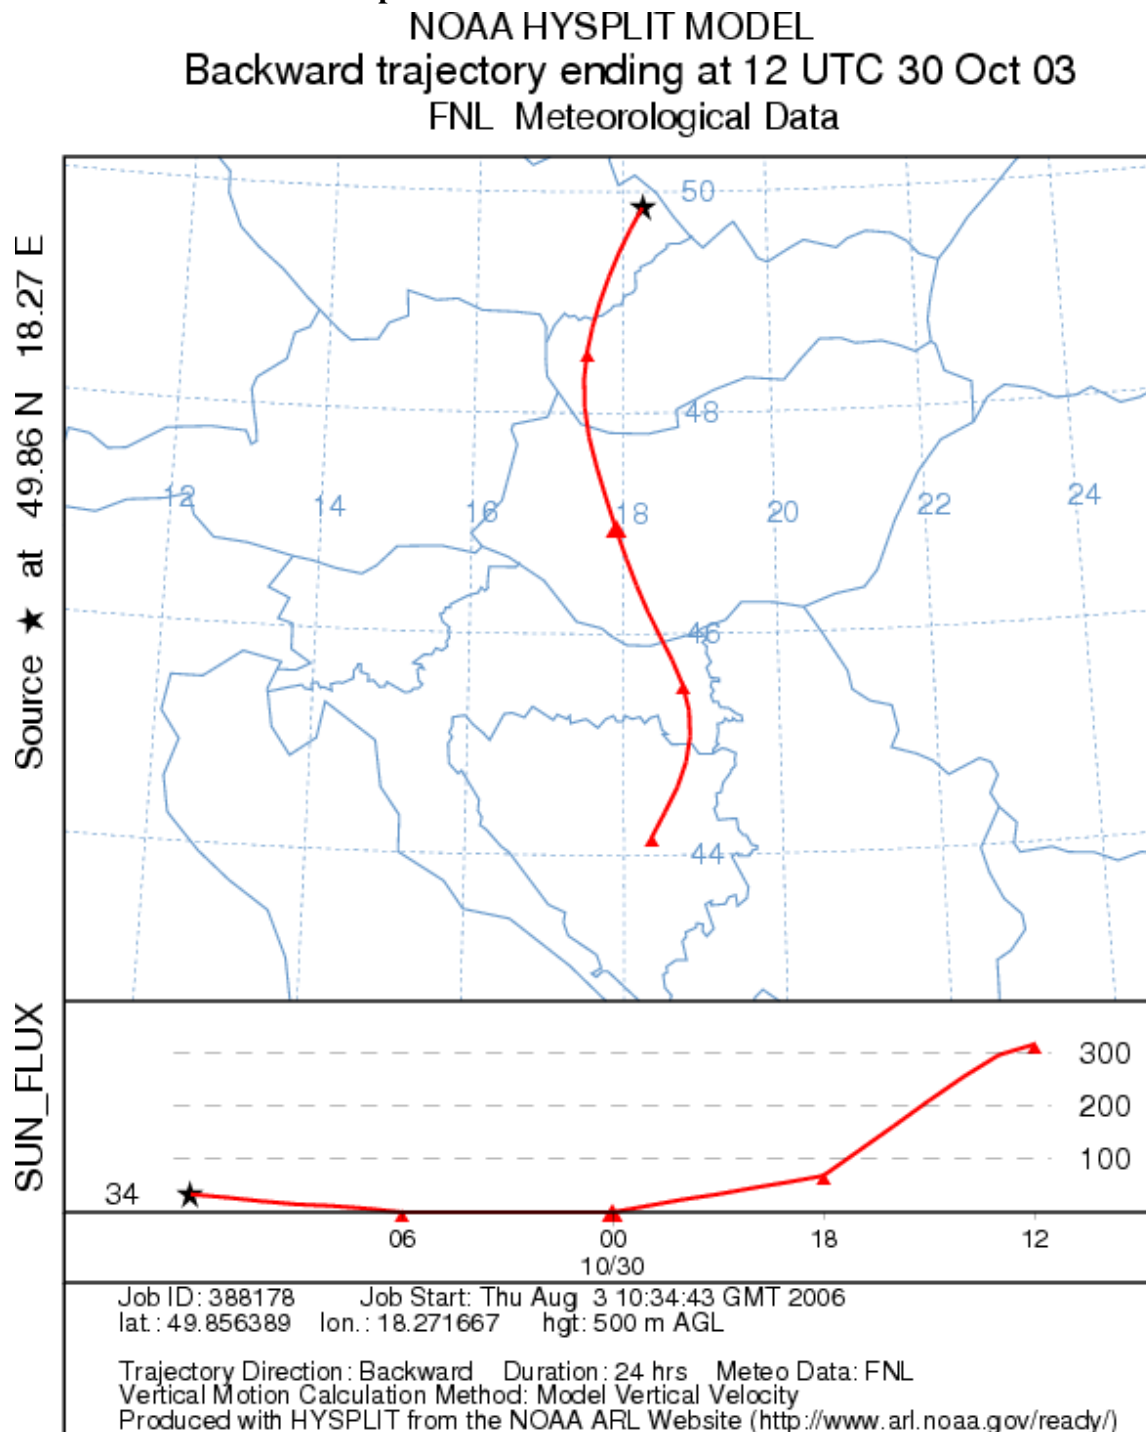 NOAA HYSPLIT MODEL
Backward trajectory ending at 12 UTC 30 Oct 03
FNL Meteorological Data
Source ★ at 49.86 N 18.27 E
50
48
12
14
16
18
20
22
24
46
44
SUN_FLUX
300
200
100
34
06
00
18
12
10/30
Job ID: 388178 Job Start: Thu Aug 3 10:34:43 GMT 2006
lat.: 49.856389 lon.: 18.271667 hgt: 500 m AGL
Trajectory Direction: Backward Duration: 24 hrs Meteo Data: FNL
Vertical Motion Calculation Method: Model Vertical Velocity
Produced with HYSPLIT from the NOAA ARL Website (http://www.arl.noaa.gov/ready/)